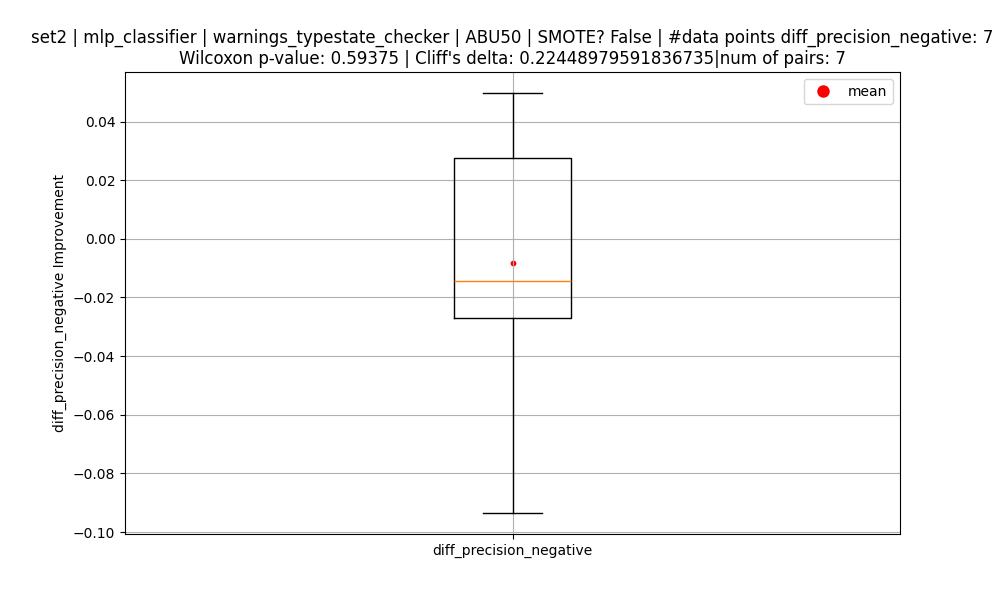 set2 | mlp_classifier | warnings_typestate_checker | ABU50 | SMOTE? False | #data points diff_precision_negative: 7
Wilcoxon p-value: 0.59375 | Cliff's delta: 0.22448979591836735|num of pairs: 7
mean
0.04
0.02
0.00
−0.02
−0.04
−0.06
−0.08
−0.10
diff_precision_negative Improvement
diff_precision_negative